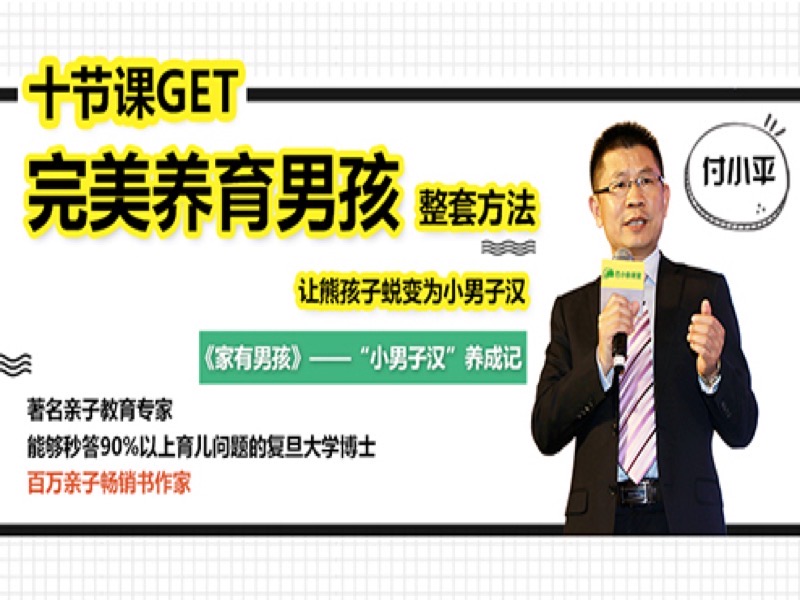 十节课GET
完美养育男孩 整套方法
付小平
让熊孩子蜕变为小男子汉
《家有男孩》——“小男子汉”养成记
著名亲子教育专家
能够秒答90%以上育儿问题的复旦大学博士
百万亲子畅销书作家